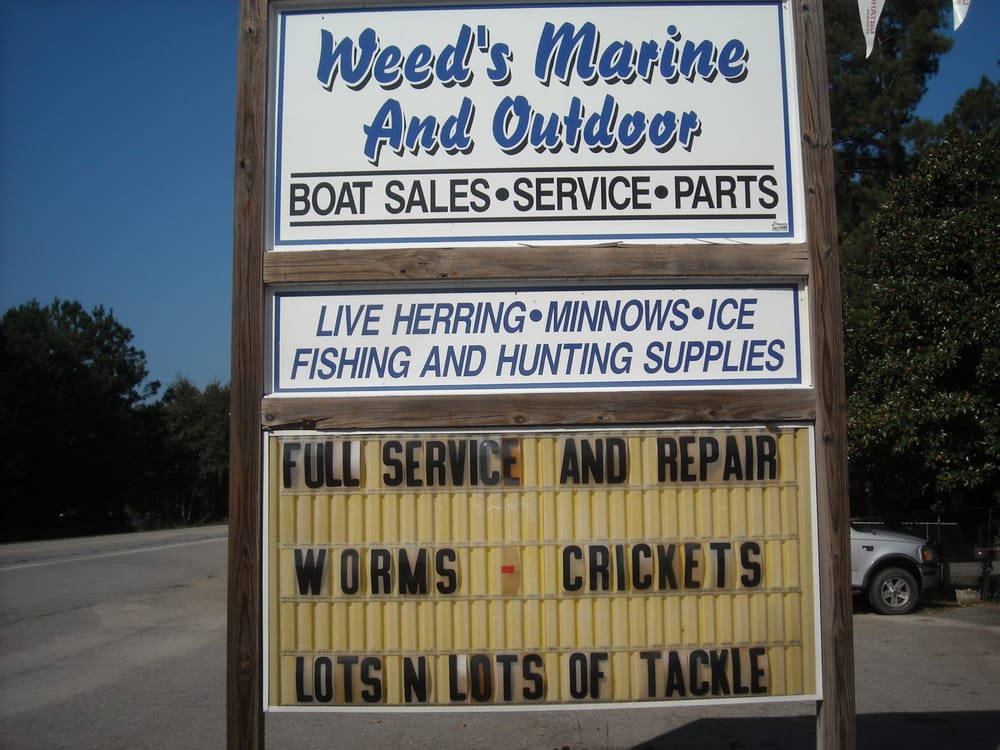 Weed's Marine
And Outdoor
BOAT SALES•SERVICE•PARTS
LIVE HERRING•MINNOWS•ICE
FISHING AND HUNTING SUPPLIES
FULL SERVICE AND REPAIR
WORMS - CRICKETS
LOTS N LOTS OF TACKLE